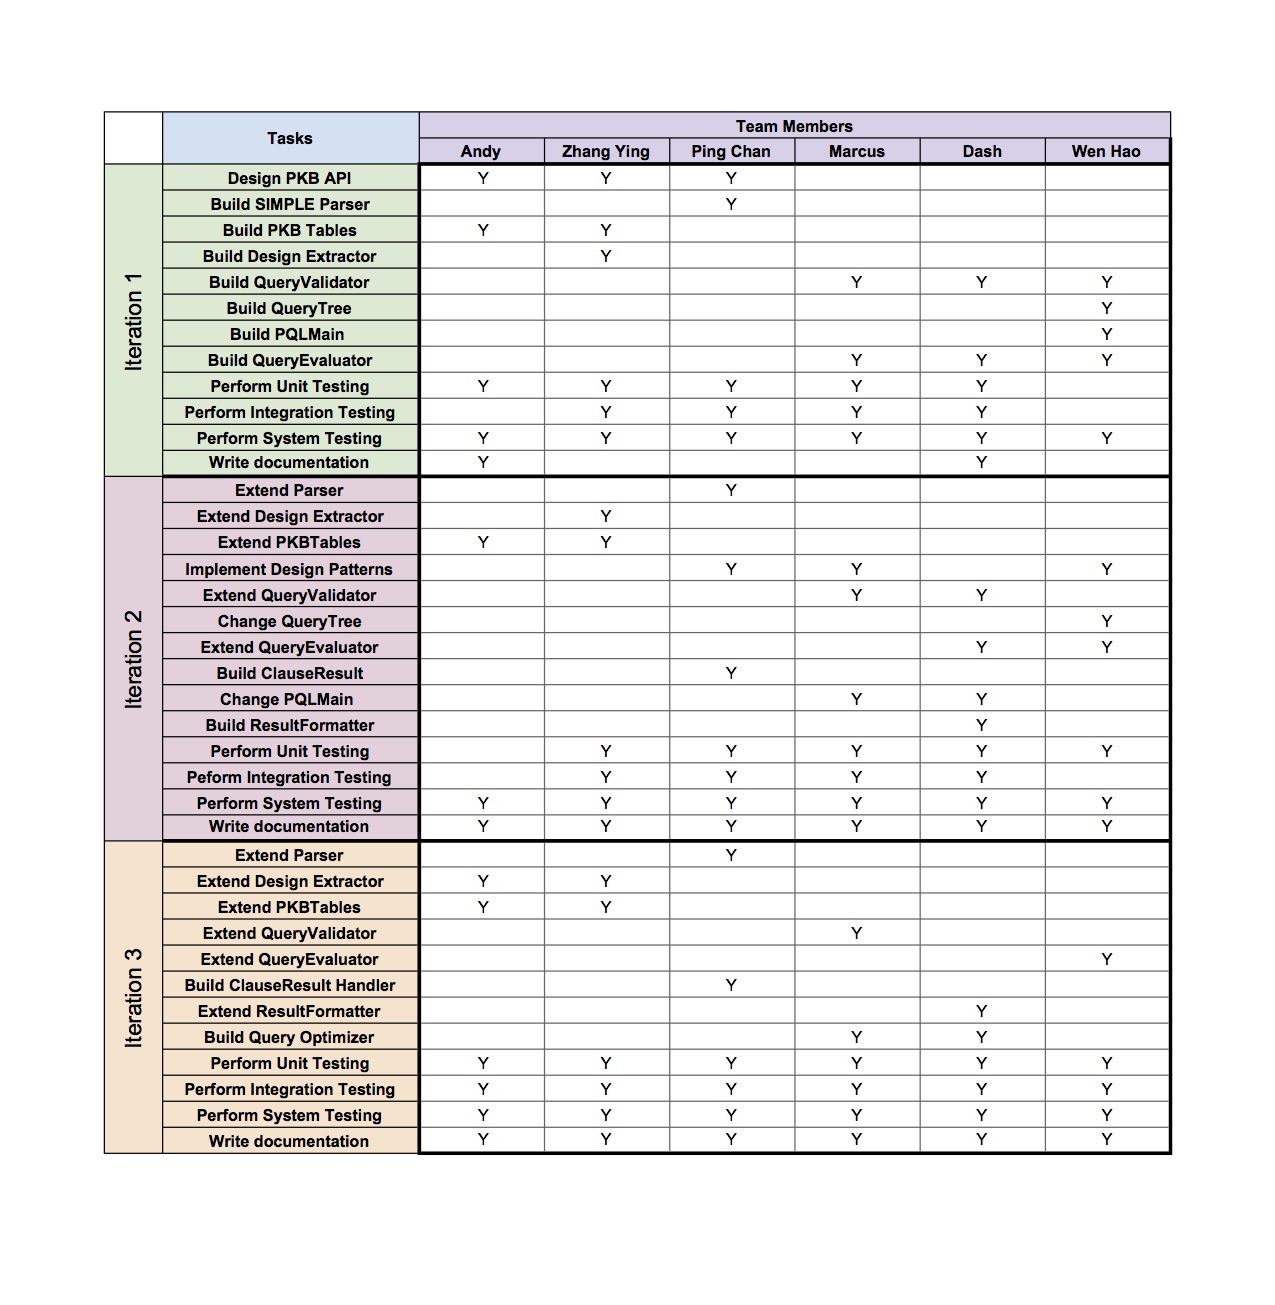 Tasks Team Members
Andy Zhang Ying Ping Chan Marcus Dash Wen Hao
Iteration 1
Design PKB API Y Y Y
Build SIMPLE Parser Y
Build PKB Tables Y Y
Build Design Extractor Y
Build QueryValidator Y Y Y
Build QueryTree Y
Build PQLMain Y
Build QueryEvaluator Y Y Y
Perform Unit Testing Y Y Y Y Y
Perform Integration Testing Y Y Y Y
Perform System Testing Y Y Y Y Y Y
Write documentation Y Y
Iteration 2
Extend Parser Y
Extend Design Extractor Y
Extend PKBTables Y Y
Implement Design Patterns Y Y Y
Extend QueryValidator Y Y
Change QueryTree Y
Extend QueryEvaluator Y Y
Build ClauseResult Y
Change PQLMain Y Y
Build ResultFormatter Y
Perform Unit Testing Y Y Y Y Y
Peform Integration Testing Y Y Y Y
Perform System Testing Y Y Y Y Y Y
Write documentation Y Y Y Y Y Y
Iteration 3
Extend Parser Y
Extend Design Extractor Y Y
Extend PKBTables Y Y
Extend QueryValidator Y
Extend QueryEvaluator Y
Build ClauseResult Handler Y
Extend ResultFormatter Y
Build Query Optimizer Y Y
Perform Unit Testing Y Y Y Y Y Y
Perform Integration Testing Y Y Y Y Y Y
Perform System Testing Y Y Y Y Y Y
Write documentation Y Y Y Y Y Y